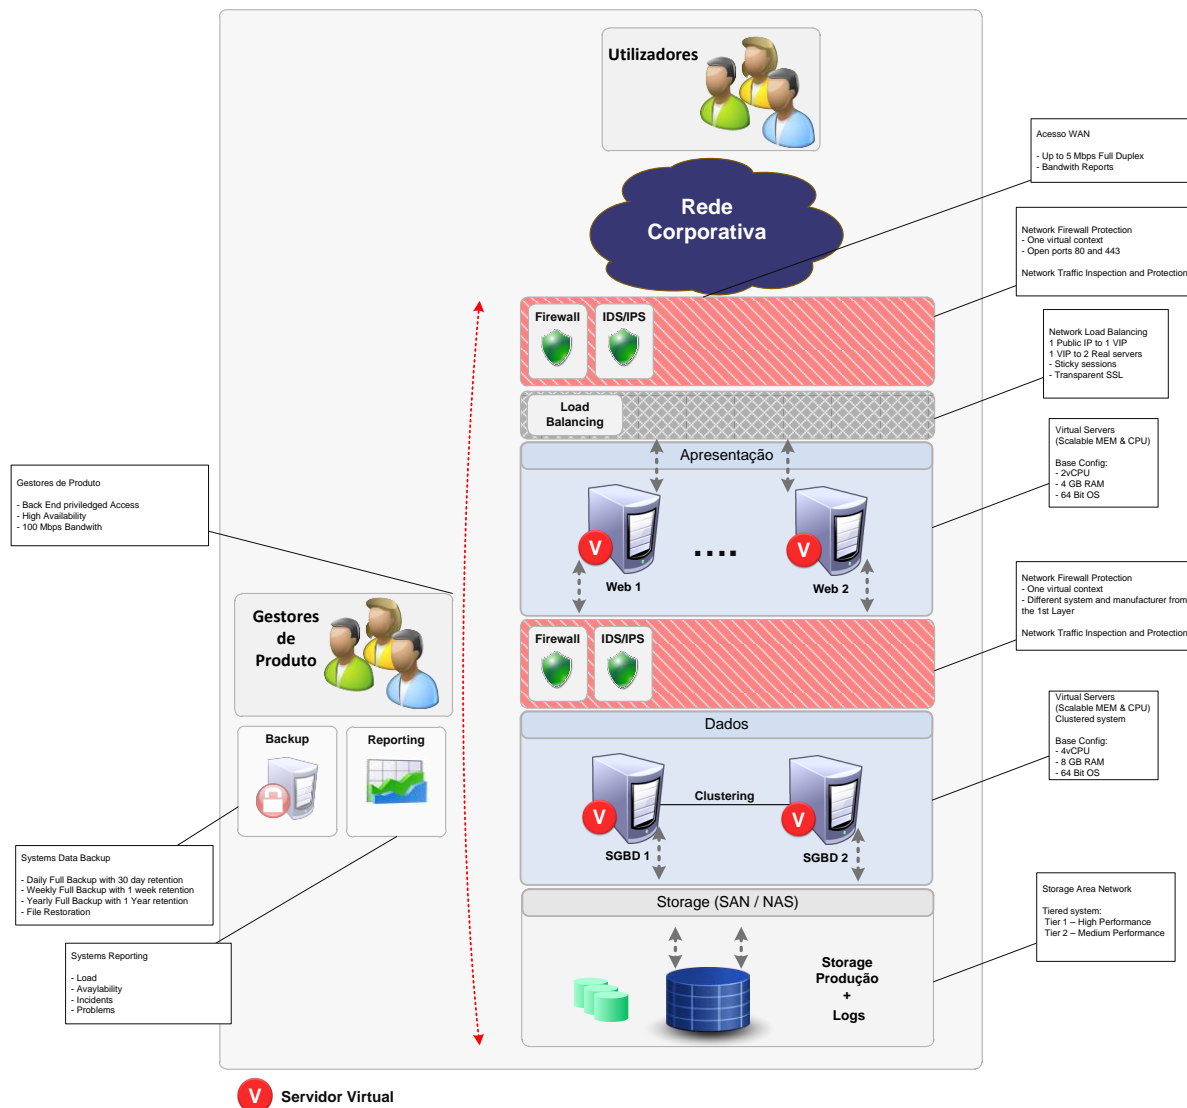 Utilizadores
Rede
Corporativa
Acesso WAN
- Up to 5 Mbps Full Duplex
- Bandwith Reports
Network Firewall Protection
- One virtual context
- Open ports 80 and 443
Network Traffic Inspection and Protection
Firewall
IDS/IPS
Network Load Balancing
1 Public IP to 1 VIP
1 VIP to 2 Real servers
- Sticky sessions
- Transparent SSL
Load
Balancing
Apresentação
Virtual Servers
(Scalable MEM & CPU)
Base Config:
- 2vCPU
- 4 GB RAM
- 64 Bit OS
V
....
V
Web 1
Web 2
Gestores de Produto
- Back End priviledged Access
- High Availability
- 100 Mbps Bandwith
Gestores
de
Produto
Network Firewall Protection
- One virtual context
- Different system and manufacturer from
the 1st Layer
Network Traffic Inspection and Protection
Firewall
IDS/IPS
Dados
Virtual Servers
(Scalable MEM & CPU)
Clustered system
Base Config:
- 4vCPU
- 8 GB RAM
- 64 Bit OS
Backup
Reporting
Clustering
V
V
SGBD 1
SGBD 2
Systems Data Backup
- Daily Full Backup with 30 day retention
- Weekly Full Backup with 1 week retention
- Yearly Full Backup with 1 Year retention
- File Restoration
Systems Reporting
- Load
- Avaylability
- Incidents
- Problems
Storage (SAN / NAS)
Storage
Produção
+
Logs
Storage Area Network
Tiered system:
Tier 1 – High Performance
Tier 2 – Medium Performance
V
Servidor Virtual